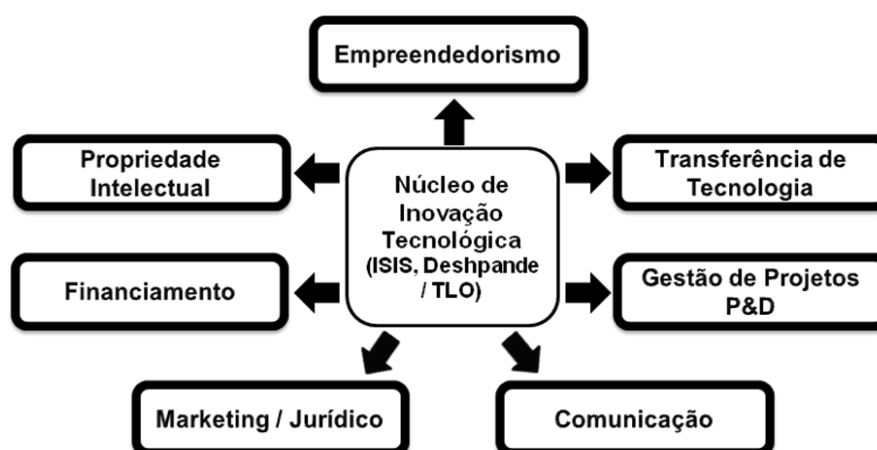 Empreendedorismo
Propriedade
Intelectual
Transferência de
Tecnologia
Núcleo de
Inovação
Tecnológica
(ISIS, Deshpande
/ TLO)
Financiamento
Gestão de Projetos
P&D
Marketing / Jurídico
Comunicação